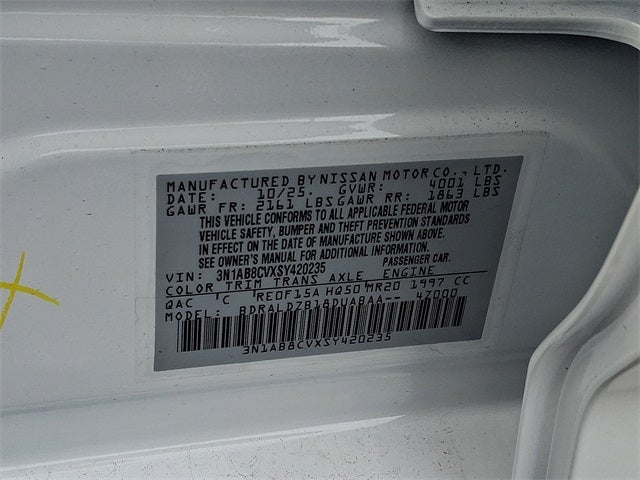 MANUFACTURED BY NISSAN MOTOR CO., LTD.
DATE: 10/25. GVWR: 4001 LBS
GAWR FR: 2161 LBS GAWR RR: 1863 LBS
THIS VEHICLE CONFORMS TO ALL APPLICABLE FEDERAL MOTOR
VEHICLE SAFETY, BUMPER AND THEFT PREVENTION STANDARDS
IN EFFECT ON THE DATE OF MANUFACTURE SHOWN ABOVE.
SEE OWNER'S MANUAL FOR ADDITIONAL INFORMATION.
VIN: 3N1AB8CVXSY420235 PASSENGER CAR.
COLOR TRIM TRANS AXLE ENGINE
QAC 'C 'RE0F15A HQ50'MR20 1997 CC
MODEL: BDRALDZB18DUABAA-- 47000
3N1AB8CVXSY420235